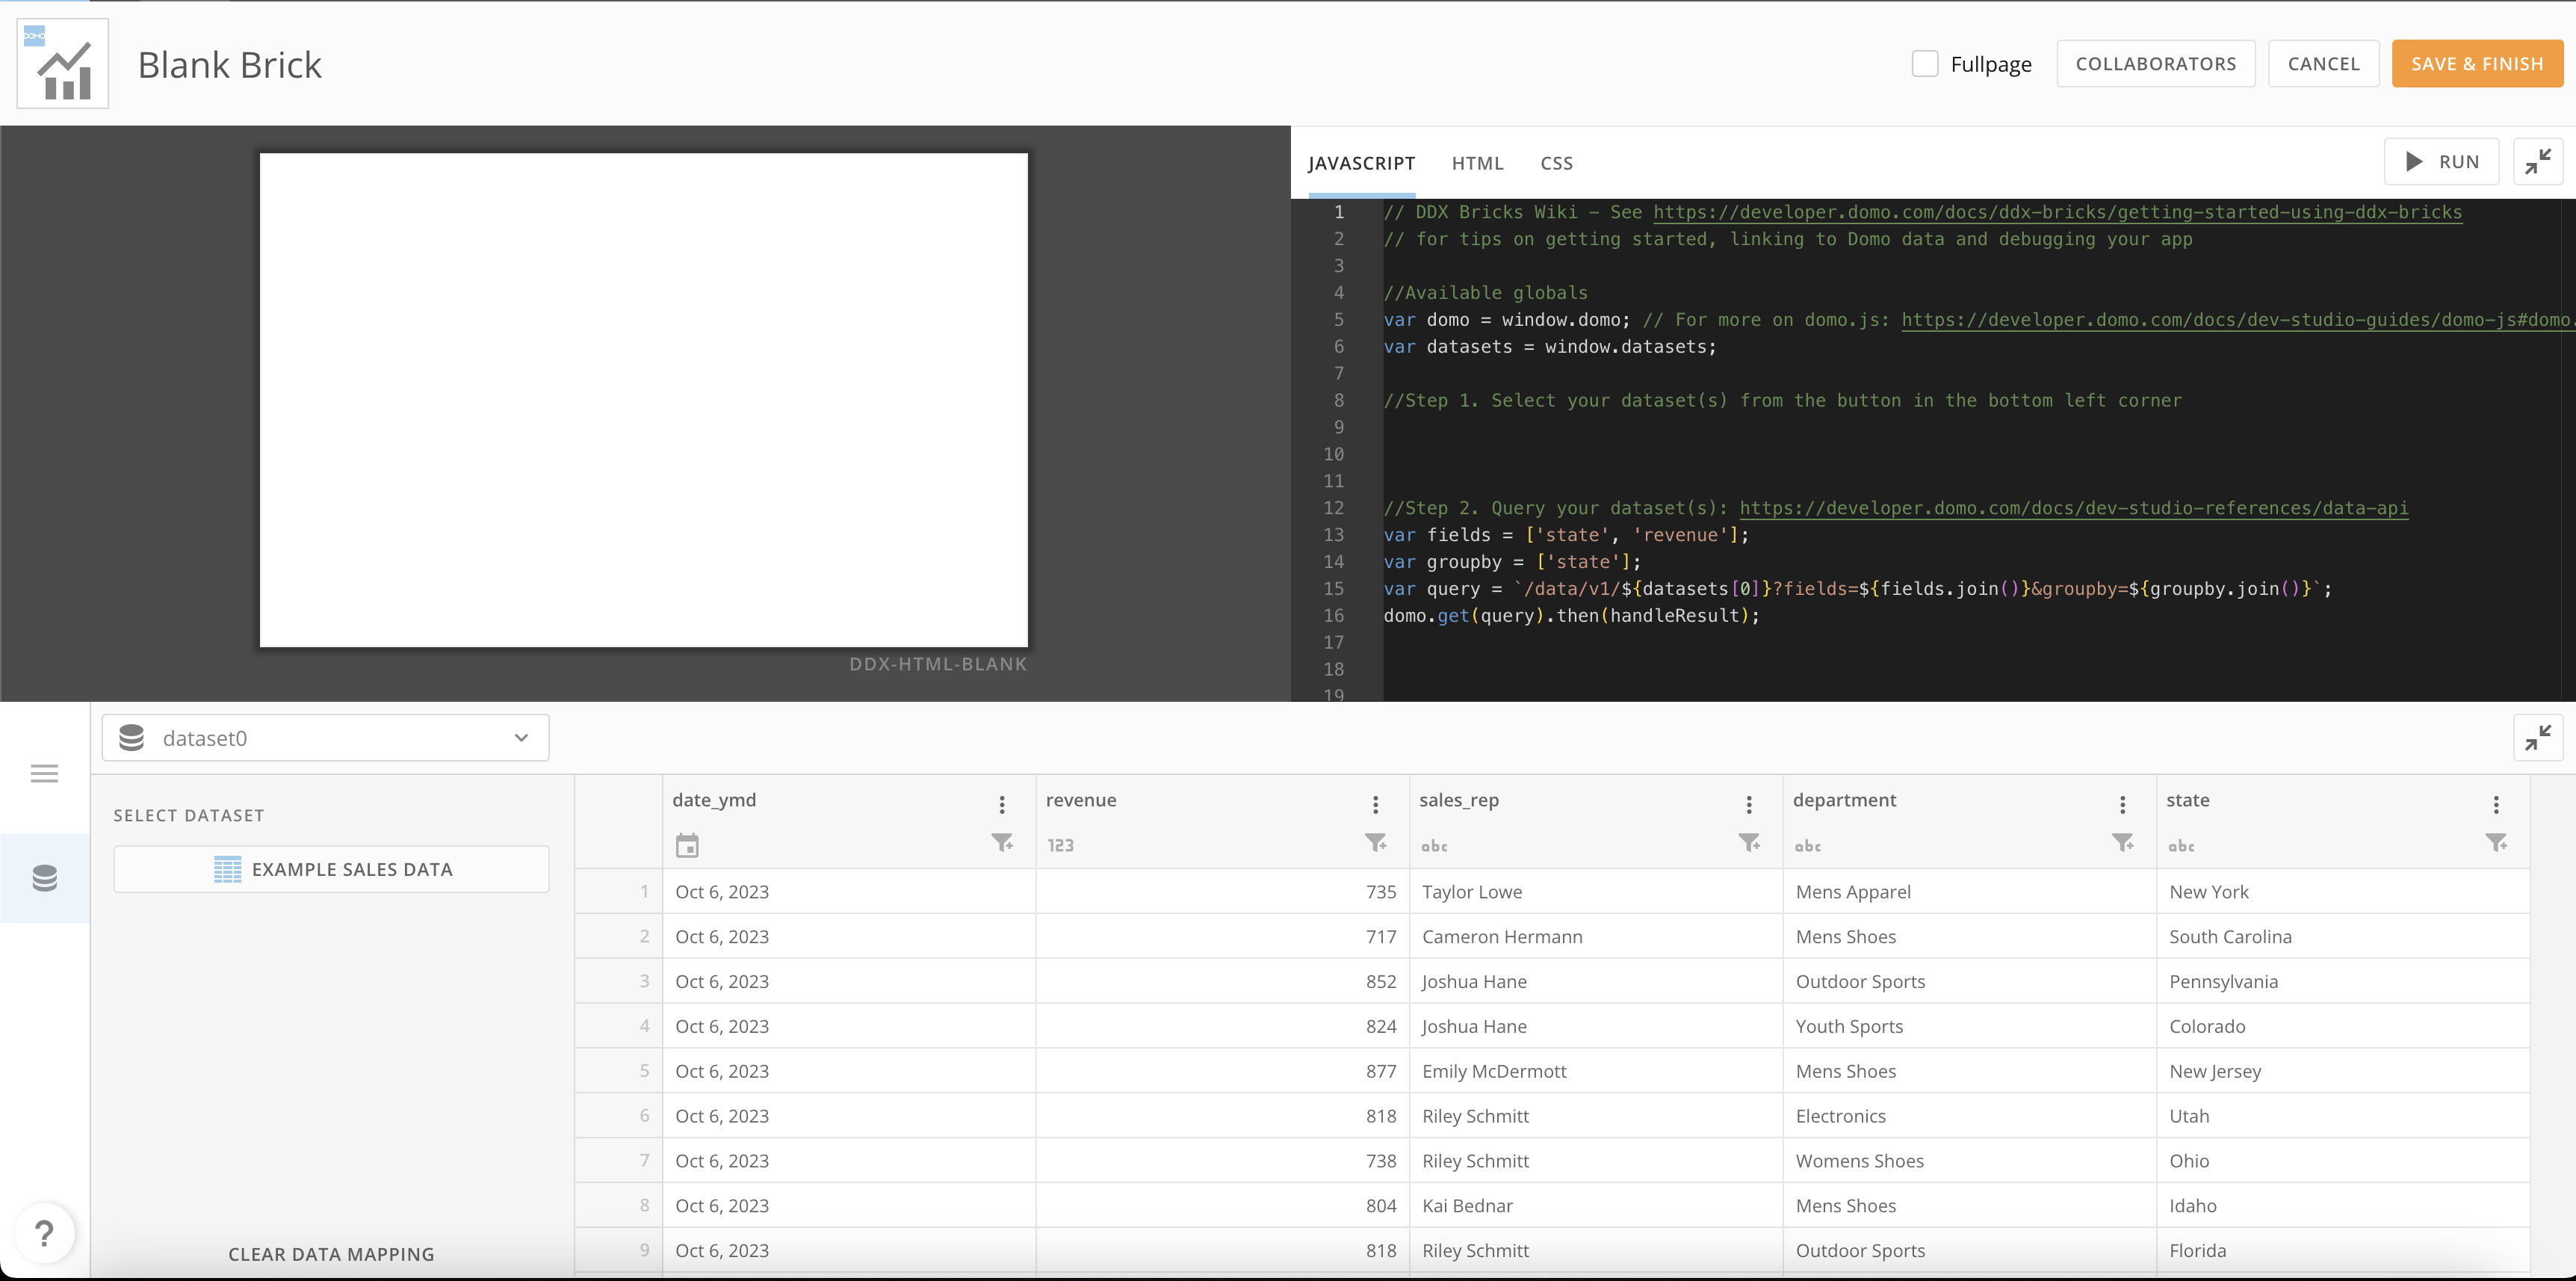 DOMO
Blank Brick
Fullpage
COLLABORATORS
CANCEL
SAVE & FINISH
JAVASCRIPT HTML CSS
RUN
1 // DDX Bricks Wiki - See https://developer.domo.com/docs/ddx-bricks/getting-started-using-ddx-bricks
2 // for tips on getting started, linking to Domo data and debugging your app
3
4 //Available globals
5 var domo = window.domo; // For more on domo.js: https://developer.domo.com/docs/dev-studio-guides/domo-js#domo.
6 var datasets = window.datasets;
7
8 //Step 1. Select your dataset(s) from the button in the bottom left corner
9
10
11
12 //Step 2. Query your dataset(s): https://developer.domo.com/docs/dev-studio-references/data-api
13 var fields = ['state', 'revenue'];
14 var groupby = ['state'];
15 var query = `/data/v1/${datasets[0]}?fields=${fields.join()}&groupby=${groupby.join()}`;
16 domo.get(query).then(handleResult);
17
18
19
DDX-HTML-BLANK
dataset0
SELECT DATASET
EXAMPLE SALES DATA
CLEAR DATA MAPPING
?
date_ymd revenue sales_rep department state
123 abc abc abc
1 Oct 6, 2023 735 Taylor Lowe Mens Apparel New York
2 Oct 6, 2023 717 Cameron Hermann Mens Shoes South Carolina
3 Oct 6, 2023 852 Joshua Hane Outdoor Sports Pennsylvania
4 Oct 6, 2023 824 Joshua Hane Youth Sports Colorado
5 Oct 6, 2023 877 Emily McDermott Mens Shoes New Jersey
6 Oct 6, 2023 818 Riley Schmitt Electronics Utah
7 Oct 6, 2023 738 Riley Schmitt Womens Shoes Ohio
8 Oct 6, 2023 804 Kai Bednar Mens Shoes Idaho
9 Oct 6, 2023 818 Riley Schmitt Outdoor Sports Florida